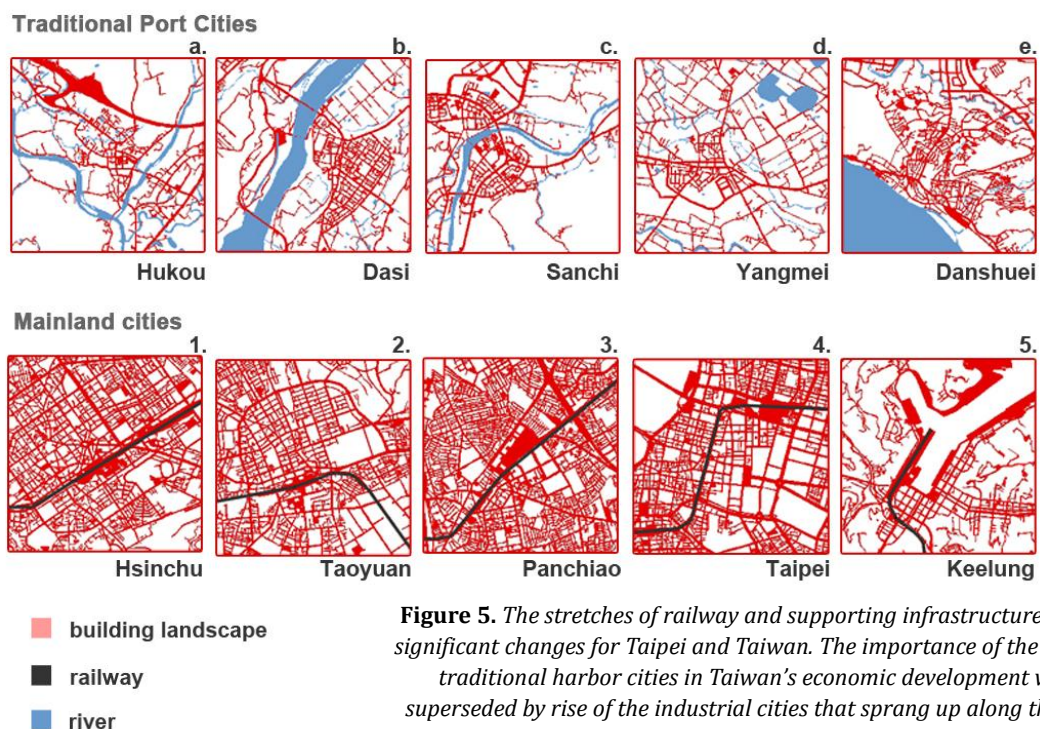 Traditional Port Cities
a. b. c. d. e.
Hukou Dasi Sanchi Yangmei Danshuei
Mainland cities
1. 2. 3. 4. 5.
Hsinchu Taoyuan Panchiao Taipei Keelung
building landscape
railway
river
Figure 5. The stretches of railway and supporting infrastructure
significant changes for Taipei and Taiwan. The importance of the
traditional harbor cities in Taiwan's economic development
superseded by rise of the industrial cities that sprang up along